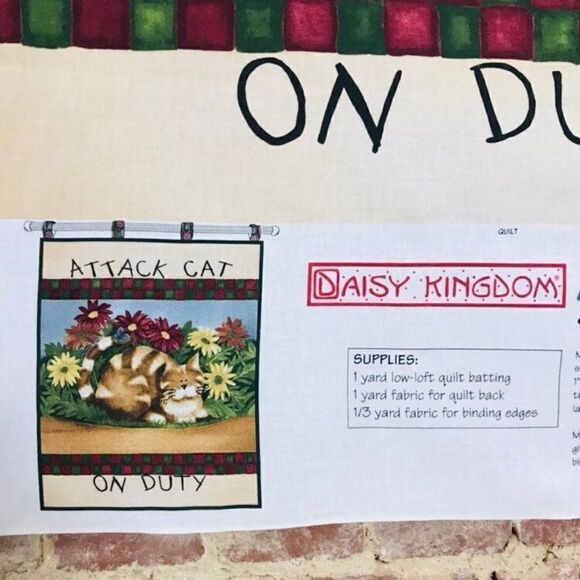 ON DU
QUILT
ATTACK CAT
ON DUTY
DAISY KINGDOM®
SUPPLIES:
1 yard low-loft quilt batting
1 yard fabric for quilt back
1/3 yard fabric for binding edges